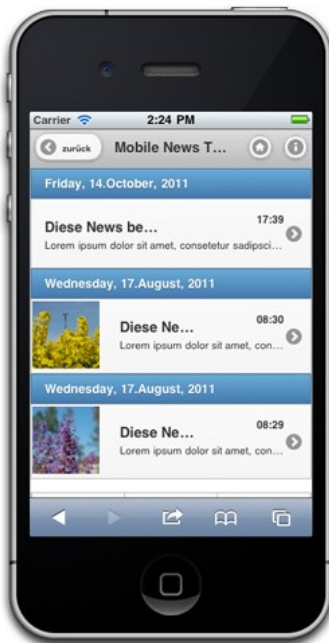 Carrier 2:24 PM
zurück Mobile News T...
Friday, 14.October, 2011
17:39
Diese News be...
Lorem ipsum dolor sit amet, consetetur sadipsci...
Wednesday, 17.August, 2011
08:30
Diese Ne...
Lorem ipsum dolor sit amet, con...
Wednesday, 17.August, 2011
08:29
Diese Ne...
Lorem ipsum dolor sit amet, con...